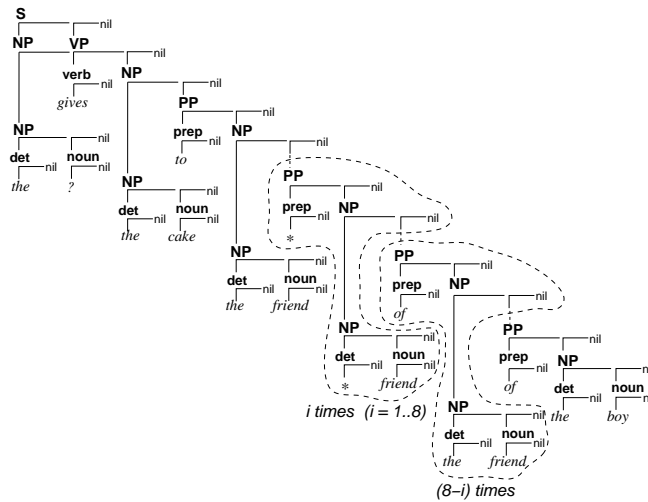 S
nil
NP VP nil
verb NP nil
nil
gives PP nil
NP prep NP nil
nil nil
det noun to PP nil
nil nil NP prep NP nil
the ? nil nil
det noun * PP nil
nil nil NP prep NP nil
the cake nil nil
det noun of PP nil
nil nil NP prep NP nil
the friend nil nil
det noun of det noun
nil nil nil nil
* friend NP the boy
i times (i = 1..8) nil
det noun
nil nil
the friend
(8–i) times